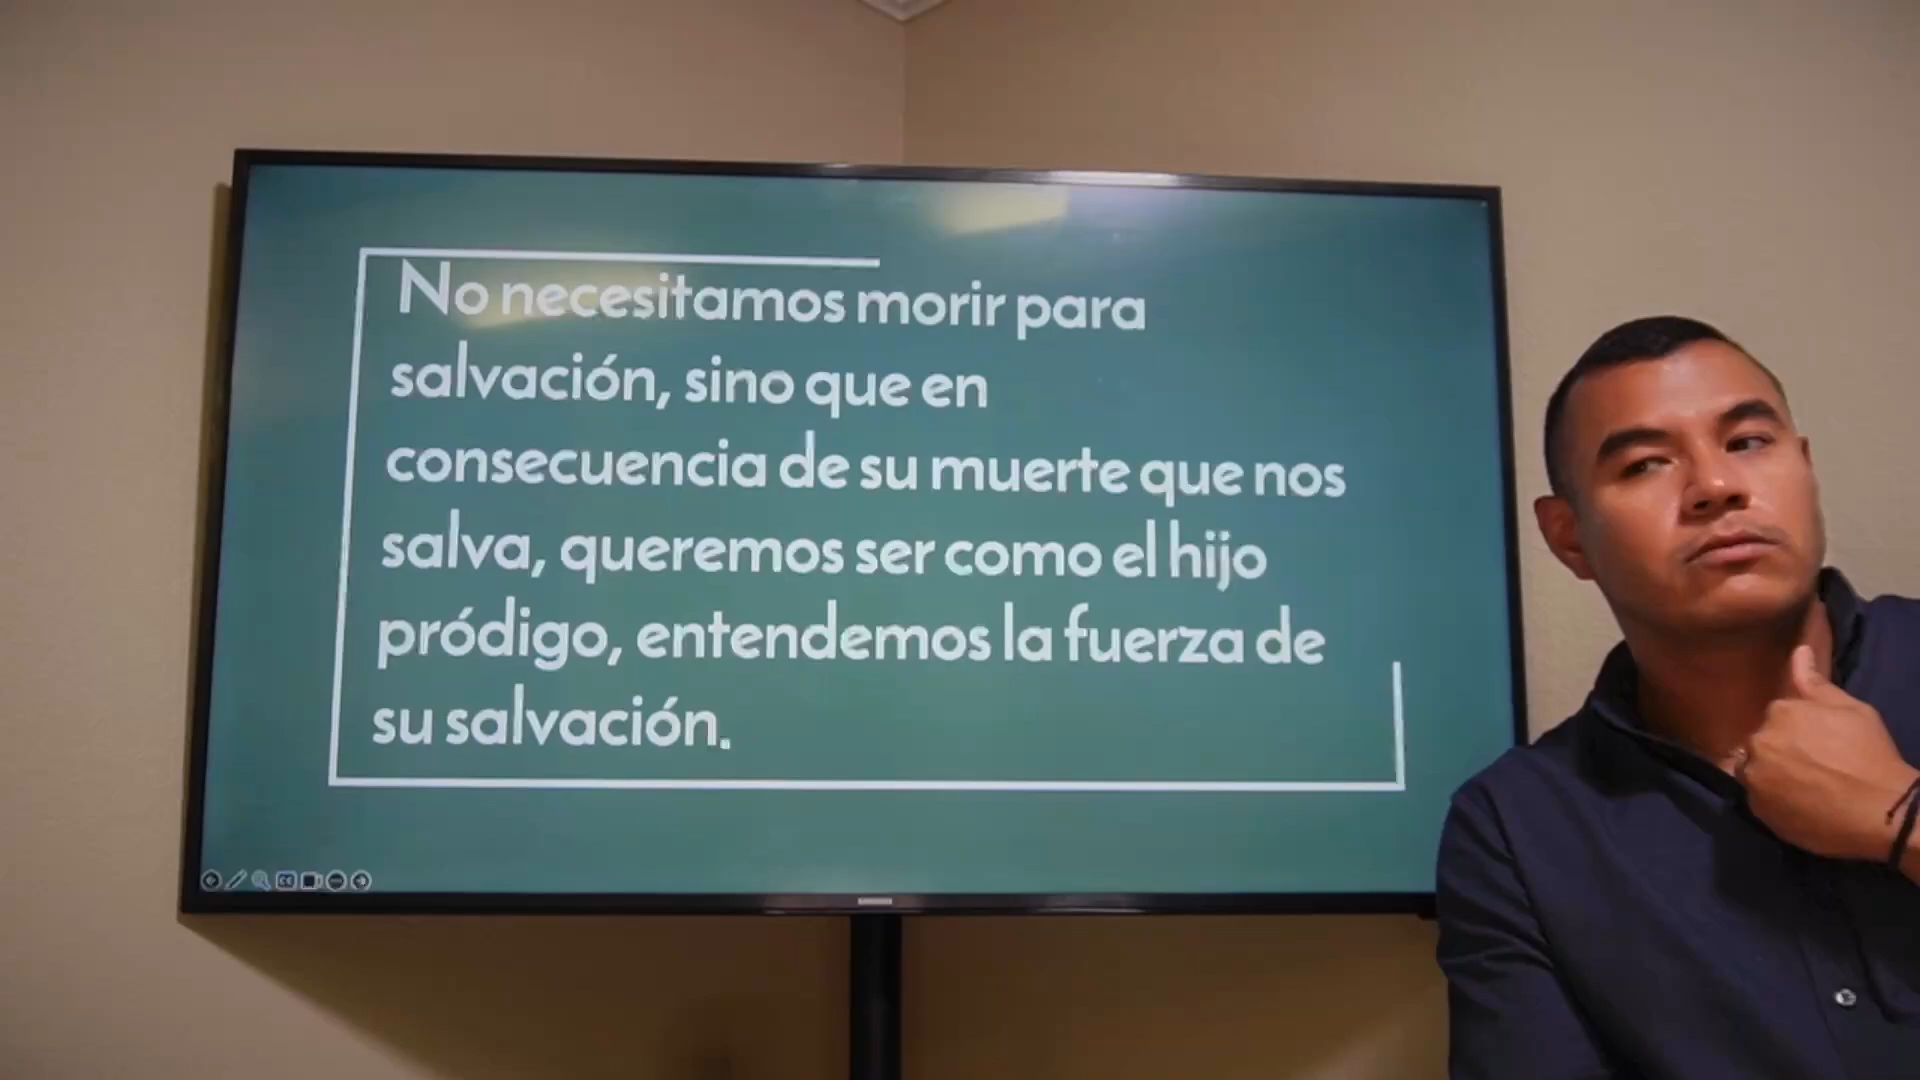 No necesitamos morir para
salvación, sino que en
consecuencia de su muerte que nos
salva, queremos ser como el hijo
pródigo, entendemos la fuerza de
su salvación.